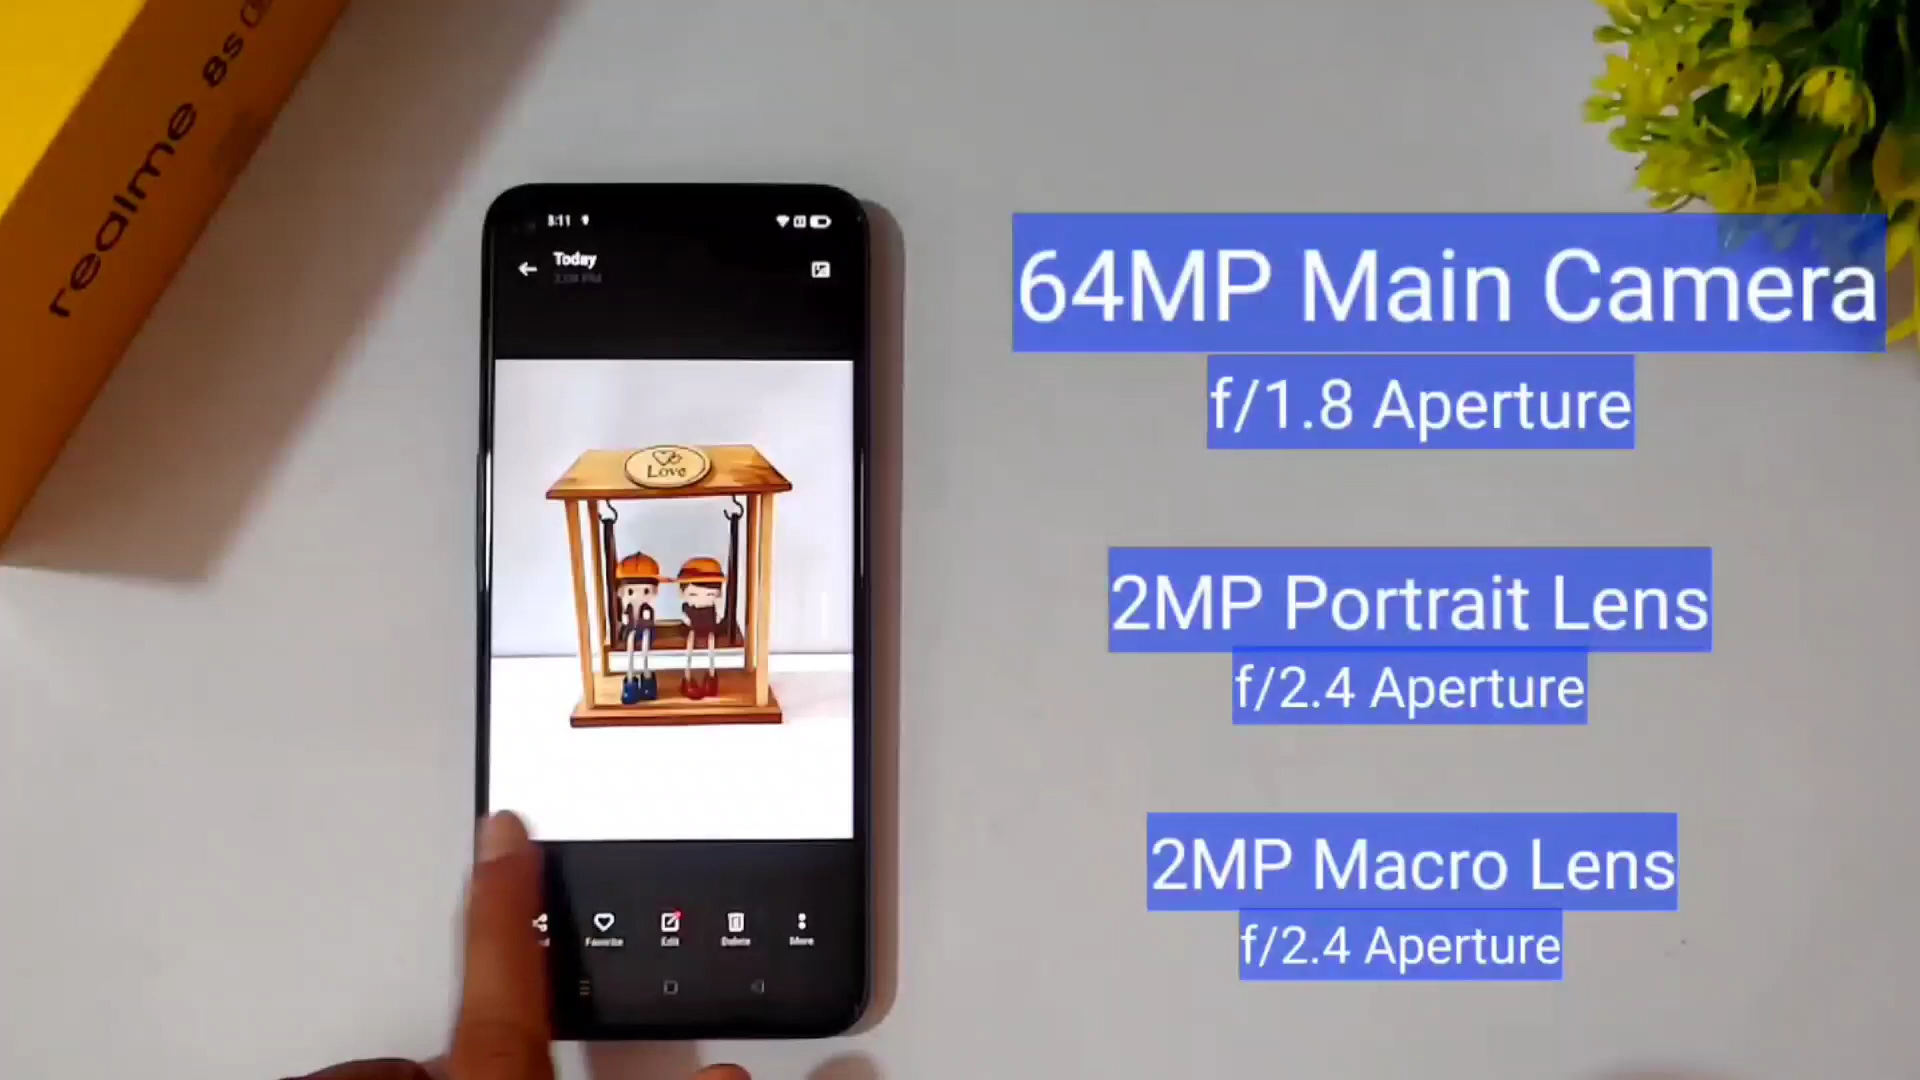 realme 8s
8:11
Today
Love
Favorite
Edit
Delete
More
64MP Main Camera
f/1.8 Aperture
2MP Portrait Lens
f/2.4 Aperture
2MP Macro Lens
f/2.4 Aperture